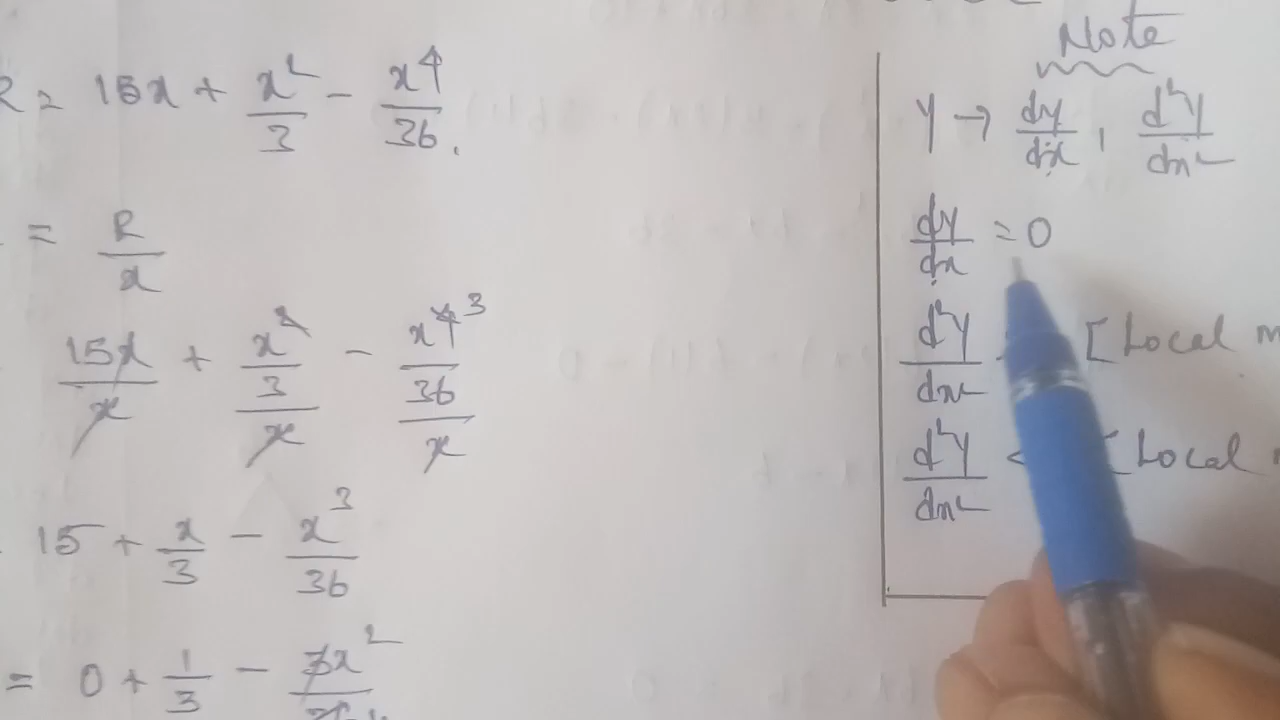 R = 15x + x²/3 - x⁴/36.
= R/x
15x/x + x²/3/x - x⁴³/36/x
15 + x/3 - x³/36
= 0 + 1/3 - 3x²
Note
y → dy/dx, d²y/dx²
dy/dx = 0
d²y/dx² [Local
d²y/dx² < [Local